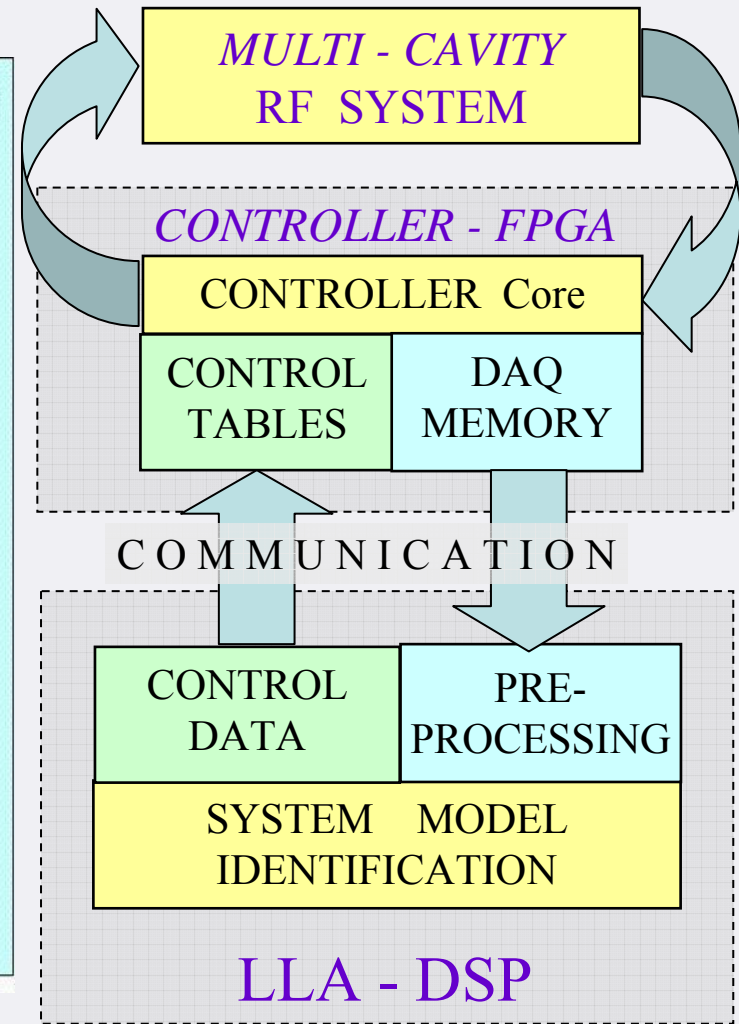 MULTI - CAVITY
RF SYSTEM
CONTROLLER - FPGA
CONTROLLER Core
CONTROL
TABLES
DAQ
MEMORY
COMMUNICATION
CONTROL
DATA
PRE-
PROCESSING
SYSTEM MODEL
IDENTIFICATION
LLA - DSP